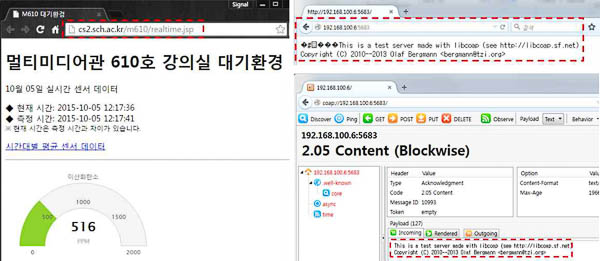 Signal
M610 대기환경
cs2.sch.ac.kr/m610/realtime.jsp
멀티미디어관 610호 강의실 대기환경
10월 05일 실시간 센서 데이터
◆ 현재 시간: 2015-10-05 12:17:36
◆ 측정 시간: 2015-10-05 12:17:41
※ 현재 시간은 측정 시간과 차이가 있습니다.
시간대별 평균 센서 데이터
이산화탄소
500
1000
1500
0
516
2000
PPM
http://192.168.100.6:5683/
192.168.100.6:5683
This is a test server made with libcoap (see http://libcoap.sf.net)
Copyright (C) 2010--2013 Olaf Bergmann <bergmann@tzi.org>
192.168.100.6:/
coap://192.168.100.6:5683/
Discover Ping GET POST PUT DELETE Observe Payload Text Behavior
192.168.100.6:5683
2.05 Content (Blockwise)
192.168.100.6:5683
.well-known
core
async
time
Header Value Option
Type Acknowledgment Content-Format
Code 2.05 Content Max-Age
Message ID 10993
Token empty
Payload (127)
Incoming Rendered Outgoing
This is a test server made with libcoap (see http://libcoap.sf.net)
Copyright (C) 2010--2013 Olaf Bergmann <bergmann@tzi.org>